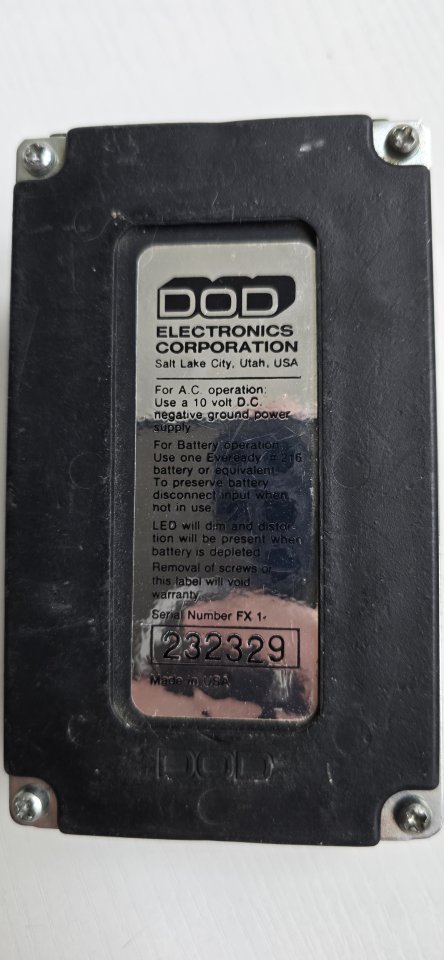 DOD
ELECTRONICS
CORPORATION
Salt Lake City, Utah, USA
For A.C. operation:
Use a 10 volt D.C.
negative ground power
supply
For Battery operation:
Use one Eveready # 216
battery or equivalent
To preserve battery
disconnect input when
not in use.
LED will dim and distor-
tion will be present when
battery is depleted
Removal of screws or
this label will void
warranty.
Serial Number FX 1-
232329
Made in USA
DOD